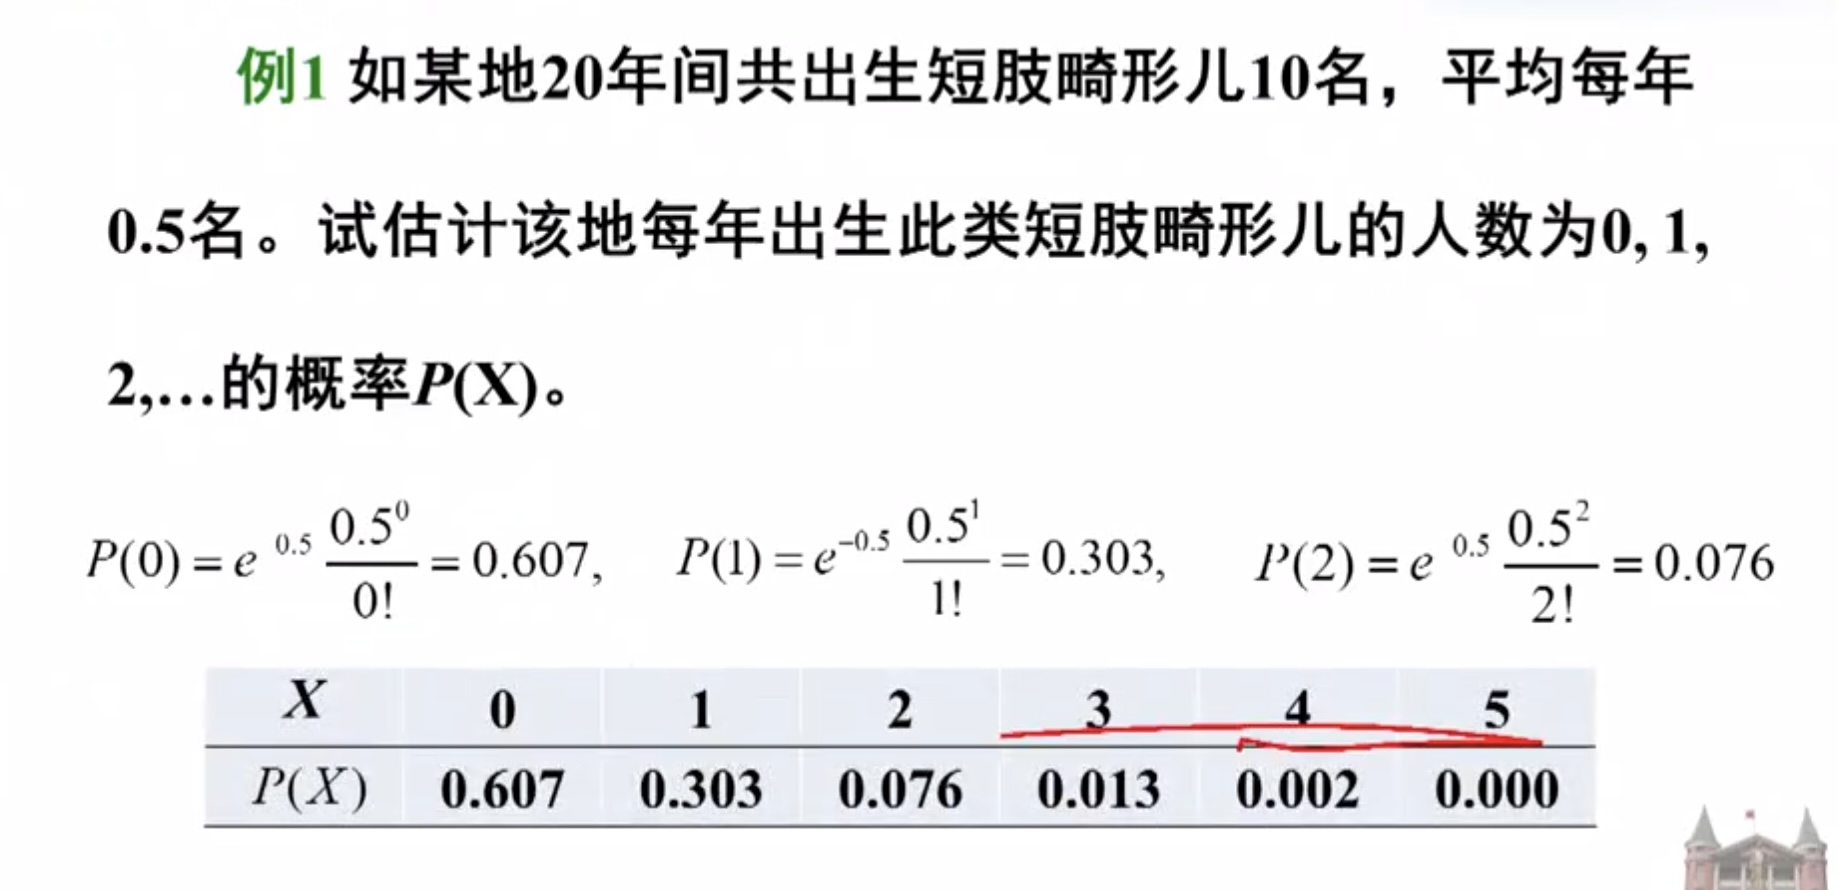 例1 如某地20年间共出生短肢畸形儿10名，平均每年
0.5名。试估计该地每年出生此类短肢畸形儿的人数为0, 1,
2,…的概率P(X)。
P(0) = e^0.5 0.5^0/0! = 0.607, P(1) = e^-0.5 0.5^1/1! = 0.303, P(2) = e^0.5 0.5^2/2! = 0.076
X 0 1 2 3 4 5
P(X) 0.607 0.303 0.076 0.013 0.002 0.000